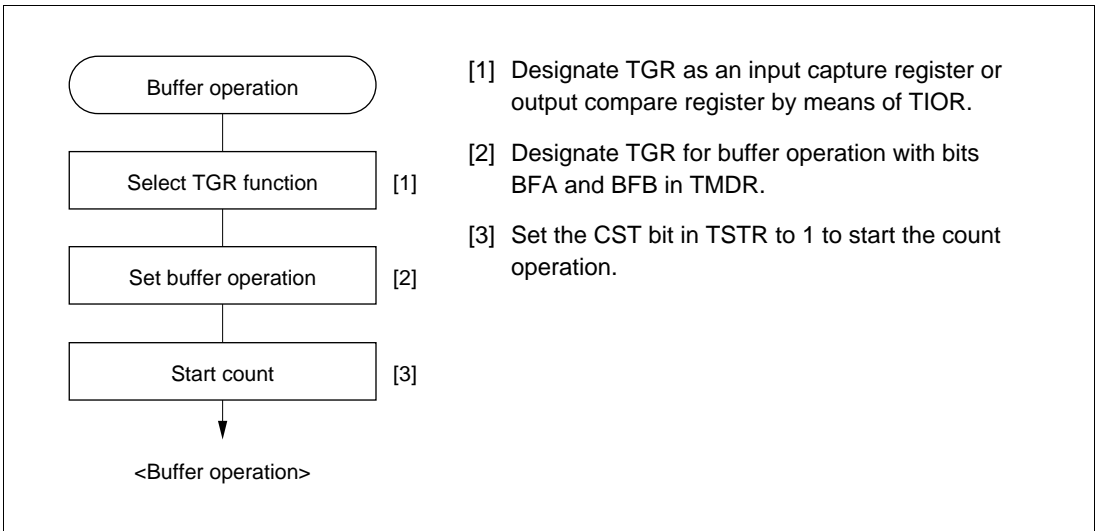 Buffer operation
Select TGR function
[1]
Set buffer operation
[2]
Start count
[3]
<Buffer operation>
[1] Designate TGR as an input capture register or
output compare register by means of TIOR.
[2] Designate TGR for buffer operation with bits
BFA and BFB in TMDR.
[3] Set the CST bit in TSTR to 1 to start the count
operation.